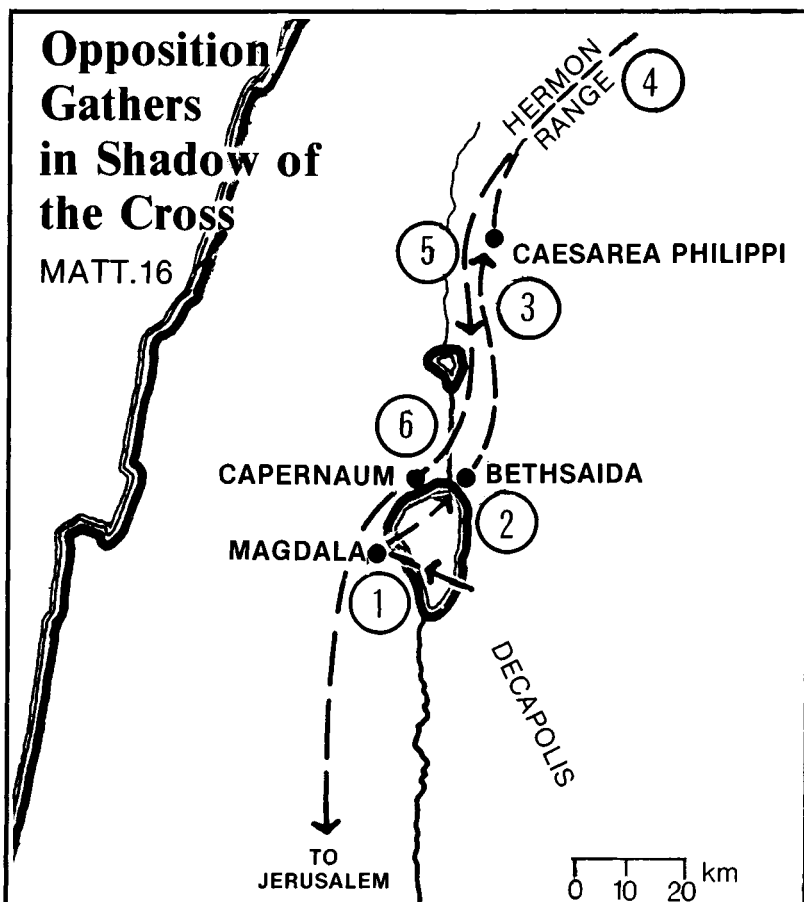 Opposition
Gathers
in Shadow of
the Cross
MATT.16
HERMON
RANGE
4
5
CAESAREA PHILIPPI
3
6
CAPERNAUM
BETHSAIDA
2
MAGDALA
1
DECAPOLIS
TO
JERUSALEM
km
0 10 20